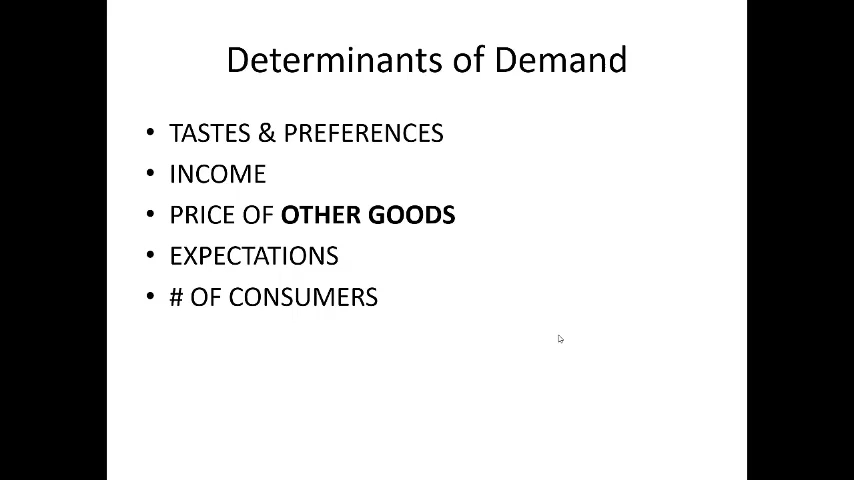 Determinants of Demand
• TASTES & PREFERENCES
• INCOME
• PRICE OF OTHER GOODS
• EXPECTATIONS
• # OF CONSUMERS